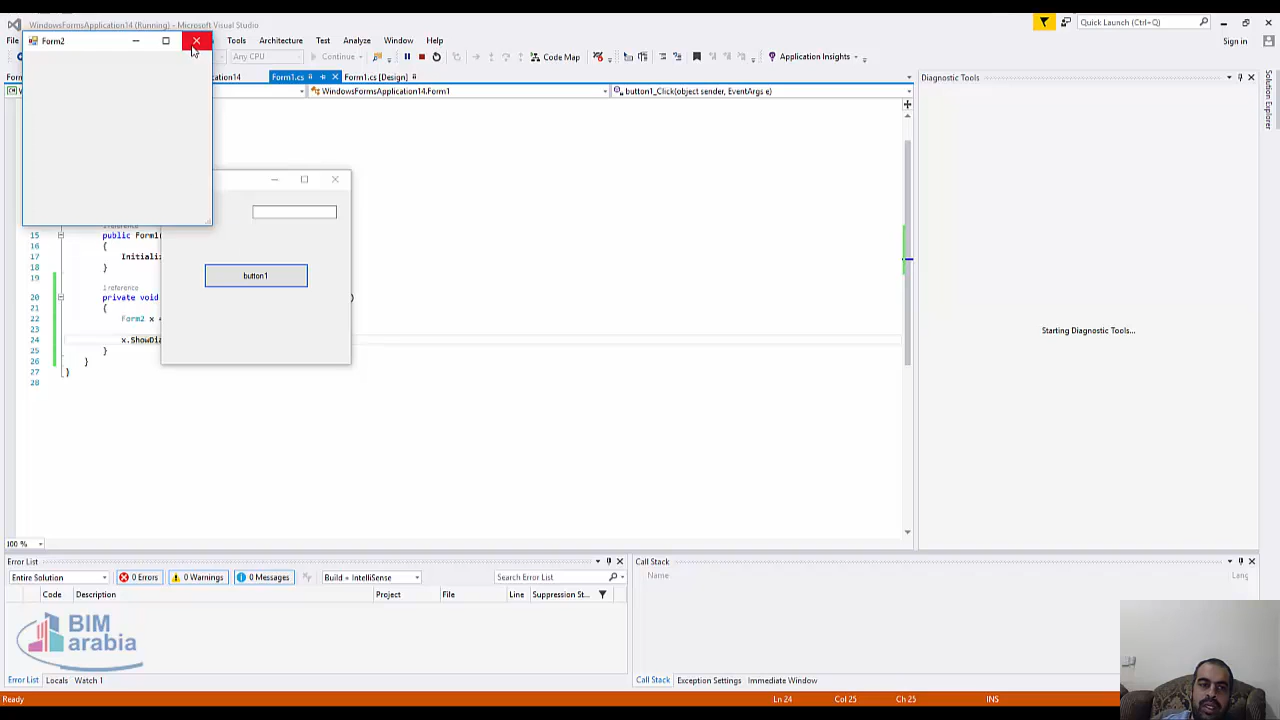 WindowsFormsApplication14 (Running) - Microsoft Visual Studio
Quick Launch (Ctrl+Q)
Form2
Tools Architecture Test Analyze Window Help
Sign in
Any CPU Continue Code Map Application Insights
Form1.cs
Form1.cs [Design]
WindowsFormsApplication14.Form1
button1_Click(object sender, EventArgs e)
Diagnostic Tools
Solution Explorer
15 public Form1(
16 {
17
18 }
19
1 reference
20 private void )
21 {
22 Form2 x
23
24
25 }
26 }
27 }
28
button1
Starting Diagnostic Tools...
100 %
Error List
Entire Solution 0 Errors 0 Warnings 0 Messages Build + IntelliSense Search Error List
Code Description Project File Line Suppression St...
BIM
arabia
Error List Locals Watch 1
Call Stack
Name Lang
Call Stack Exception Settings Immediate Window
Ready Ln 24 Col 25 Ch 25 INS